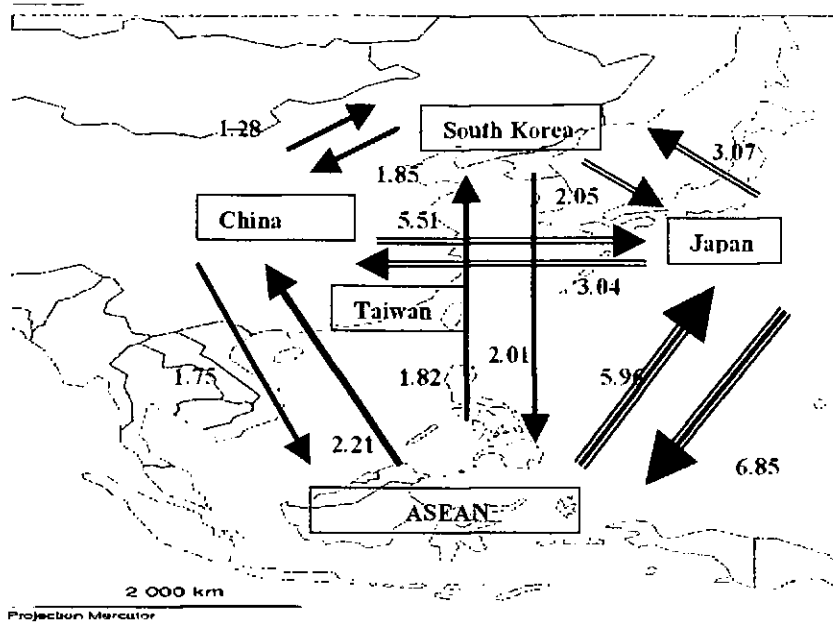 1.28
South Korea
3.07
1.85
2.05
China
5.51
Japan
3.04
Taiwan
2.01
1.75
1.82
5.96
2.21
6.85
ASEAN
2 000 km
Projection Mercator